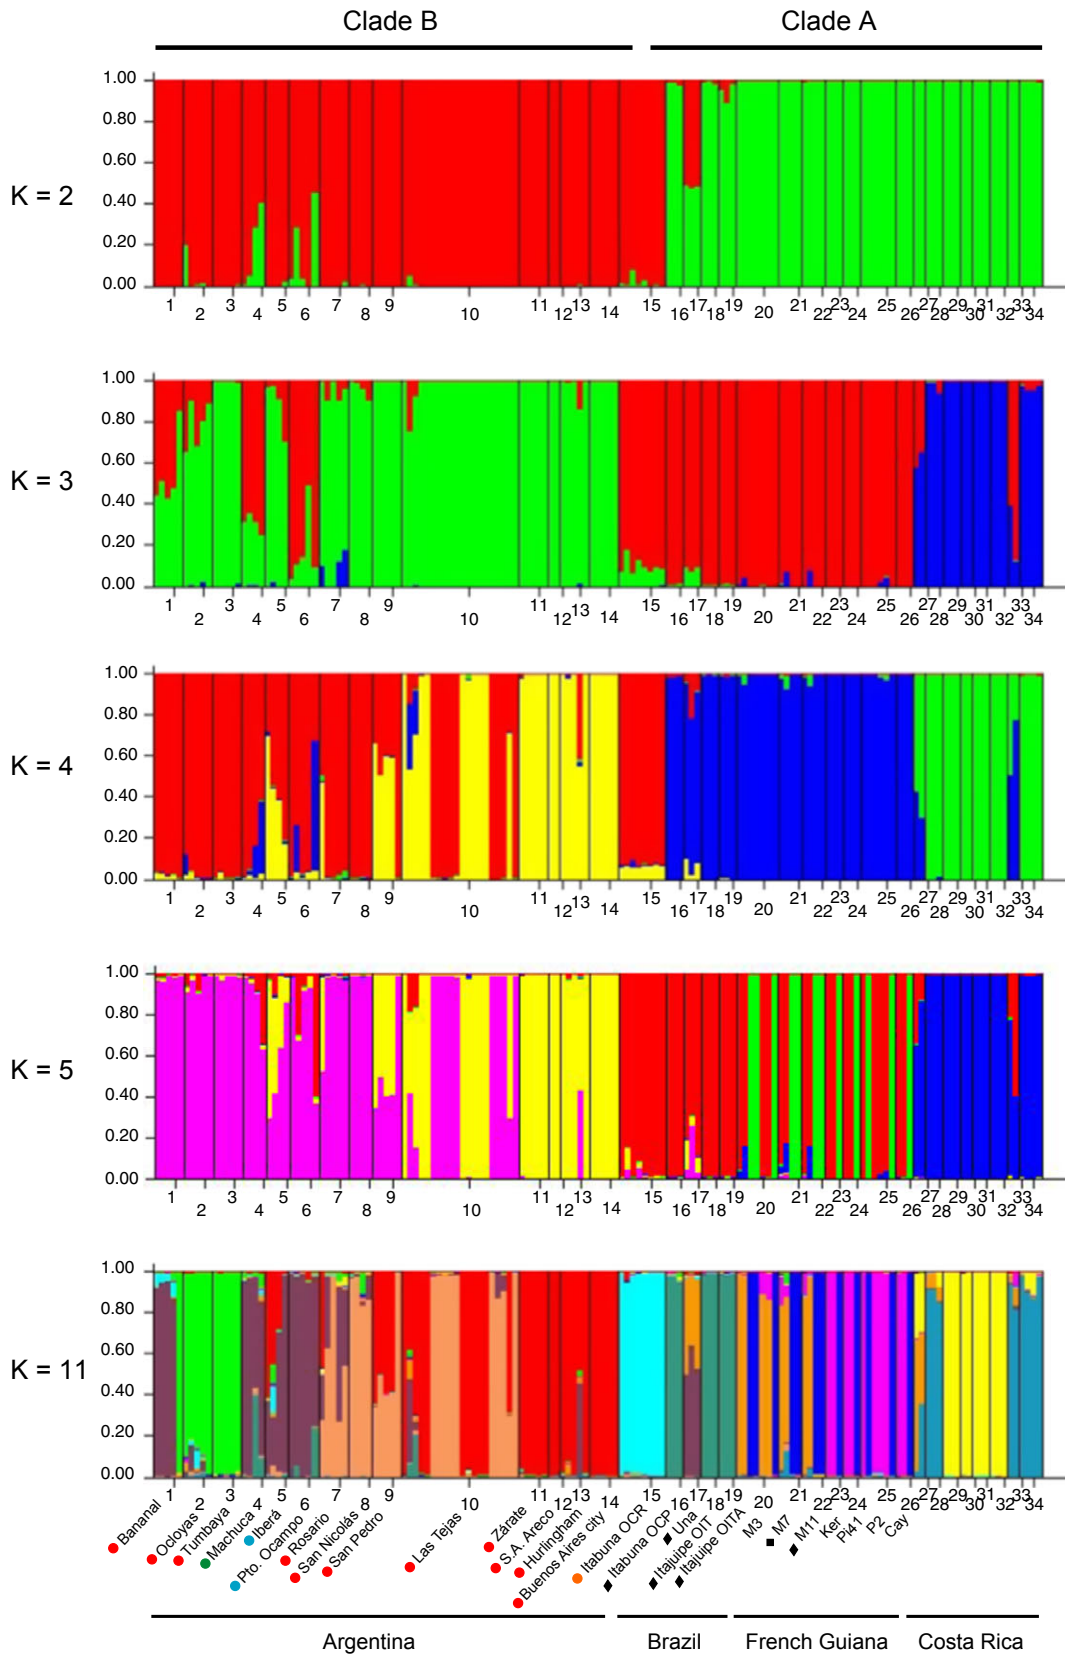 Clade B Clade A
K = 2
1.00
0.80
0.60
0.40
0.20
0.00
1 2 3 4 5 6 7 8 9 10 11 12 13 14 15 16 17 18 19 20 21 22 23 24 25 26 27 28 29 30 31 32 33 34
K = 3
1.00
0.80
0.60
0.40
0.20
0.00
1 2 3 4 5 6 7 8 9 10 11 12 13 14 15 16 17 18 19 20 21 22 23 24 25 26 27 28 29 30 31 32 33 34
K = 4
1.00
0.80
0.60
0.40
0.20
0.00
1 2 3 4 5 6 7 8 9 10 11 12 13 14 15 16 17 18 19 20 21 22 23 24 25 26 27 28 29 30 31 32 33 34
K = 5
1.00
0.80
0.60
0.40
0.20
0.00
1 2 3 4 5 6 7 8 9 10 11 12 13 14 15 16 17 18 19 20 21 22 23 24 25 26 27 28 29 30 31 32 33 34
K = 11
1.00
0.80
0.60
0.40
0.20
0.00
1 2 3 4 5 6 7 8 9 10 11 12 13 14 15 16 17 18 19 20 21 22 23 24 25 26 27 28 29 30 31 32 33 34
Bananal
Ocloyas
Tumbaya
Machuca
Iberá
Pto. Ocampo
Rosario
San Nicolás
San Pedro
Las Tejas
Zárate
S.A. Areco
Hurlingham
Buenos Aires city
Itabuna OCR
Itabuna OCP
Una
Itajuipe OIT
Itajuipe OITA
M3
M7
M11
Ker
Pi41
P2
Cay
Argentina Brazil French Guiana Costa Rica